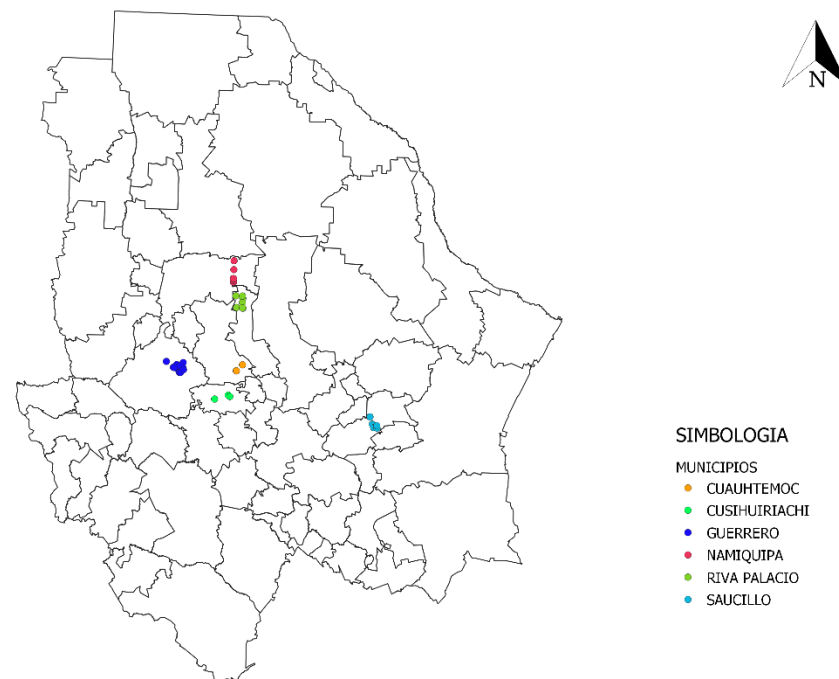 N
SIMBOLOGIA
MUNICIPIOS
CUAUHTEMOC
CUSIHUIRIACHI
GUERRERO
NAMIQUIPA
RIVA PALACIO
SAUCILLO